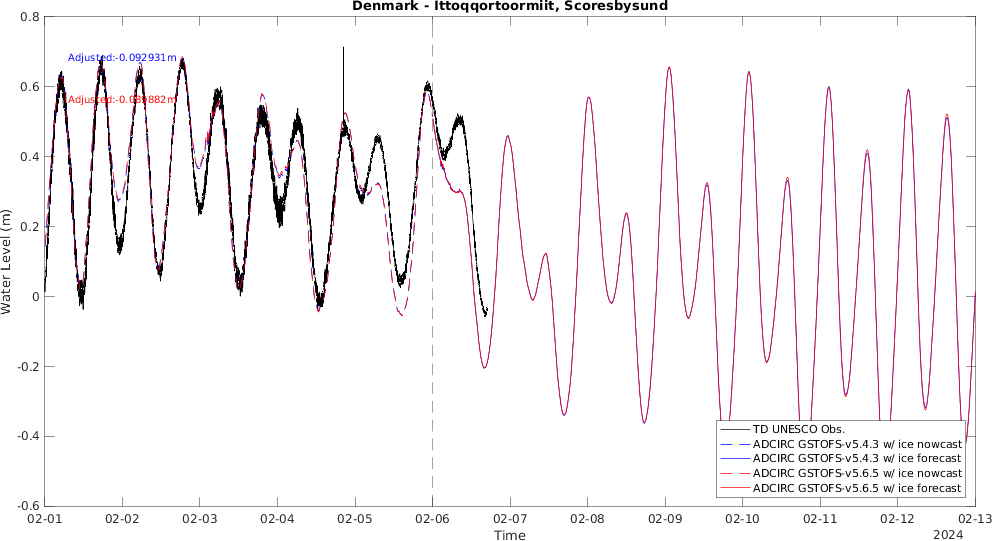 Denmark - Ittoqqortoormiit, Scoresbysund
Adjusted:-0.092931m
Adjusted:-0.089882m
Water Level (m)
0.8
0.6
0.4
0.2
0
-0.2
-0.4
-0.6
TD UNESCO Obs.
ADCIRC GSTOFS-v5.4.3 w/ ice nowcast
ADCIRC GSTOFS-v5.4.3 w/ ice forecast
ADCIRC GSTOFS-v5.6.5 w/ ice nowcast
ADCIRC GSTOFS-v5.6.5 w/ ice forecast
02-01 02-02 02-03 02-04 02-05 02-06 02-07 02-08 02-09 02-10 02-11 02-12 02-13
Time
2024